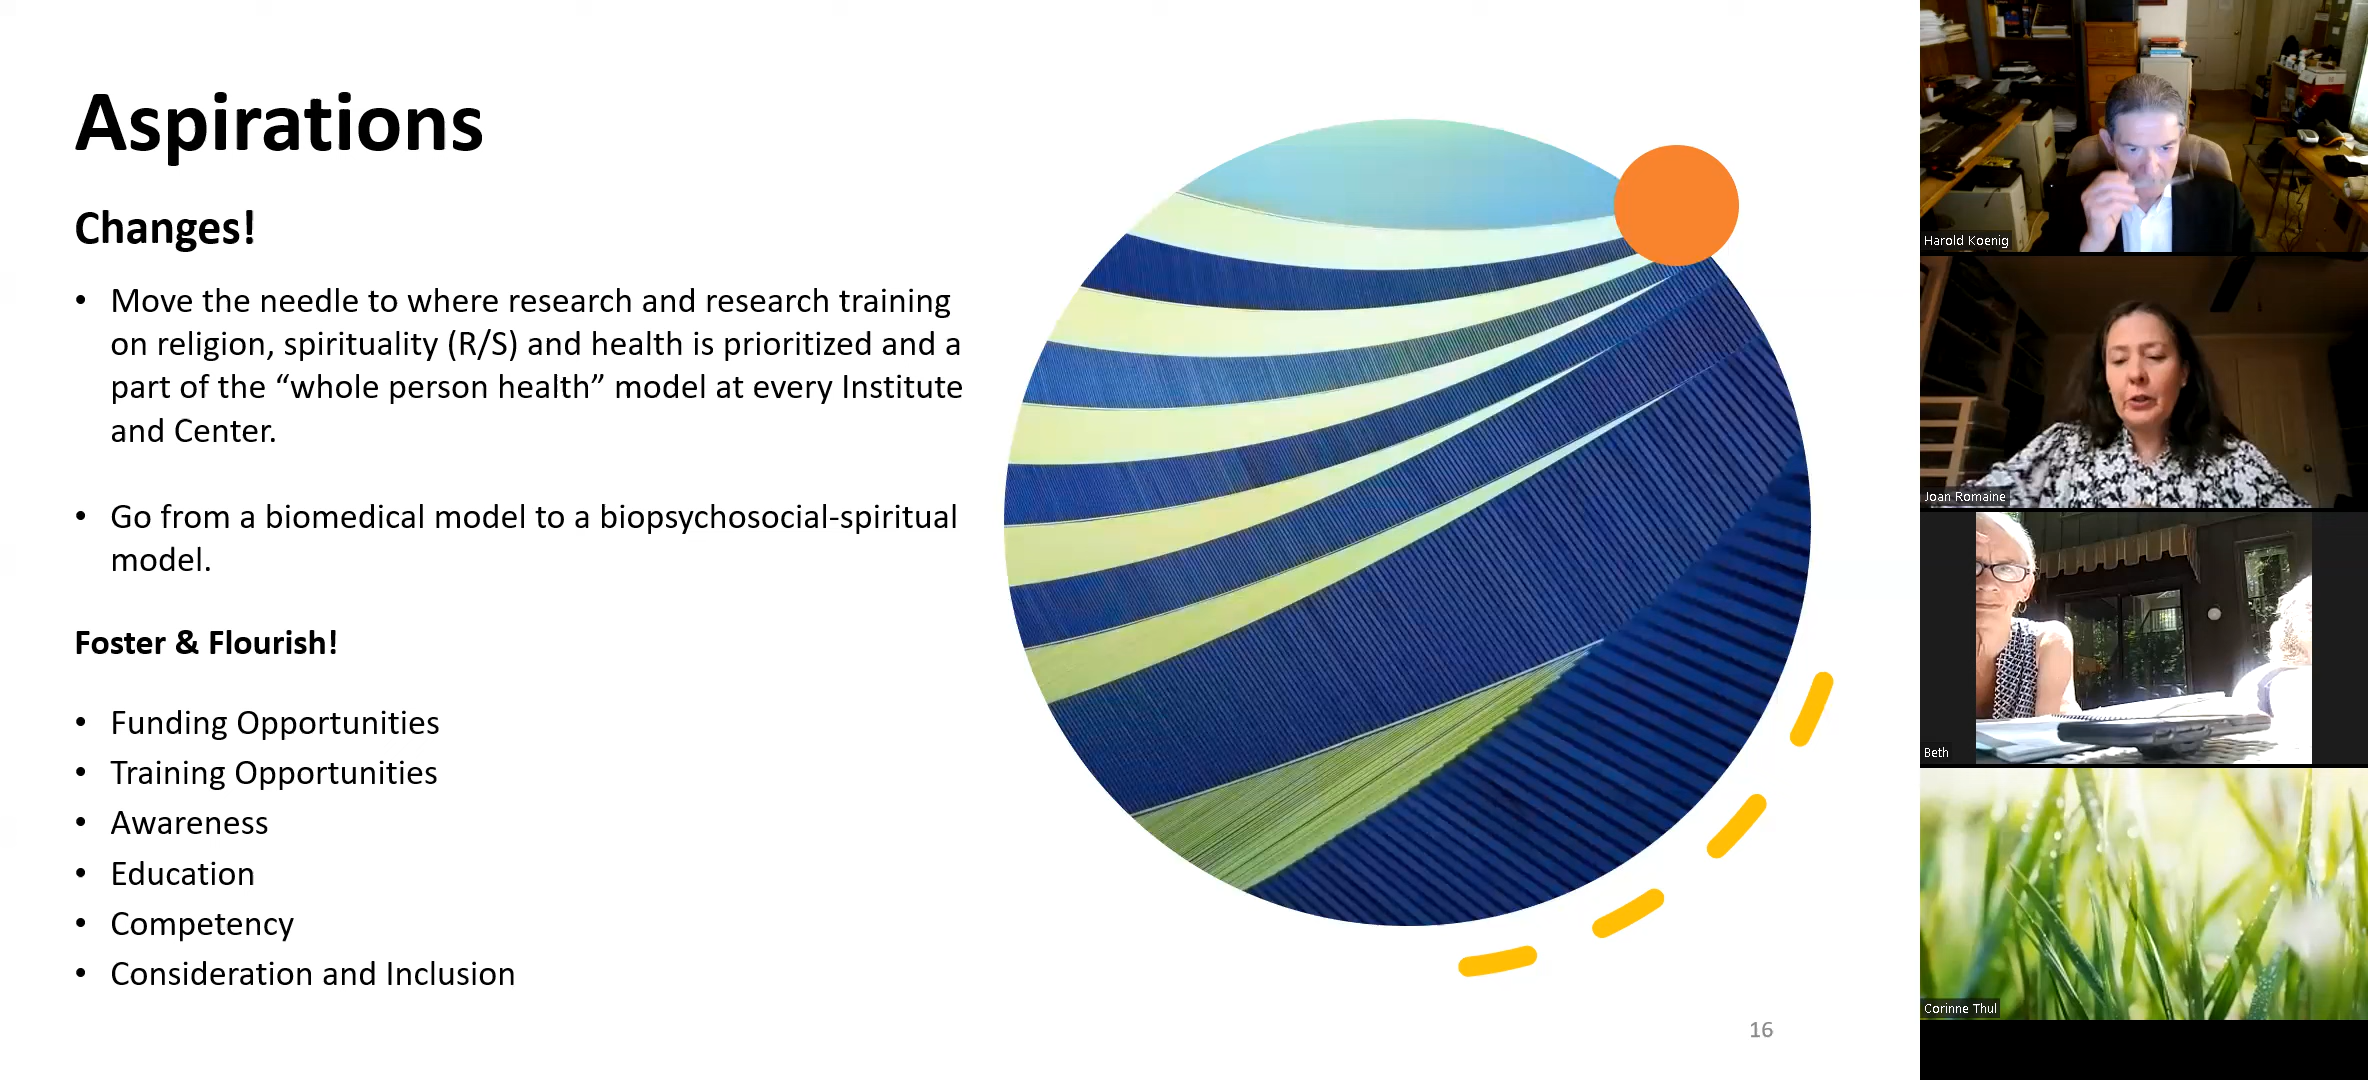 Aspirations
Changes!
• Move the needle to where research and research training
on religion, spirituality (R/S) and health is prioritized and a
part of the “whole person health” model at every Institute
and Center.
• Go from a biomedical model to a biopsychosocial-spiritual
model.
Foster & Flourish!
• Funding Opportunities
• Training Opportunities
• Awareness
• Education
• Competency
• Consideration and Inclusion
16
Harold Koenig
Joan Romaine
Beth
Corinne Thul